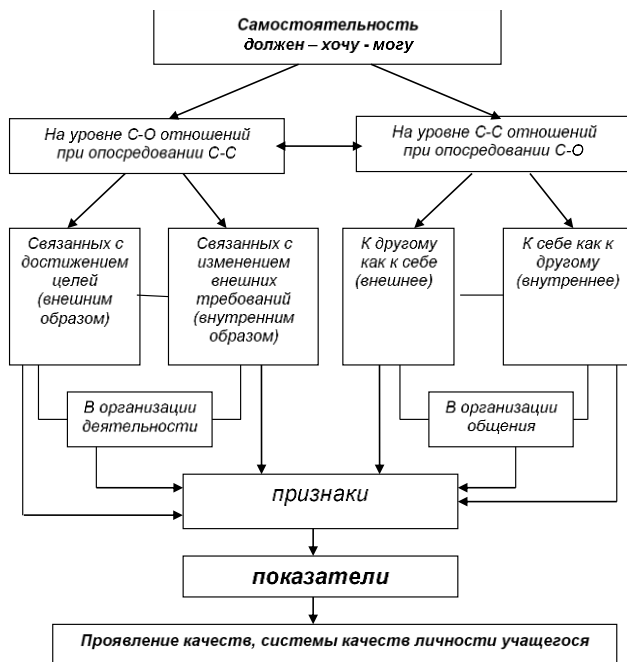 Самостоятельность
должен – хочу - могу
На уровне С-О отношений
при опосредовании С-С
На уровне С-С отношений
при опосредовании С-О
Связанных с
достижением
целей
(внешним
образом)
Связанных с
изменением
внешних
требований
(внутренним
образом)
К другому
как к себе
(внешнее)
К себе как к
другому
(внутреннее)
В организации
деятельности
В организации
общения
признаки
показатели
Проявление качеств, системы качеств личности учащегося